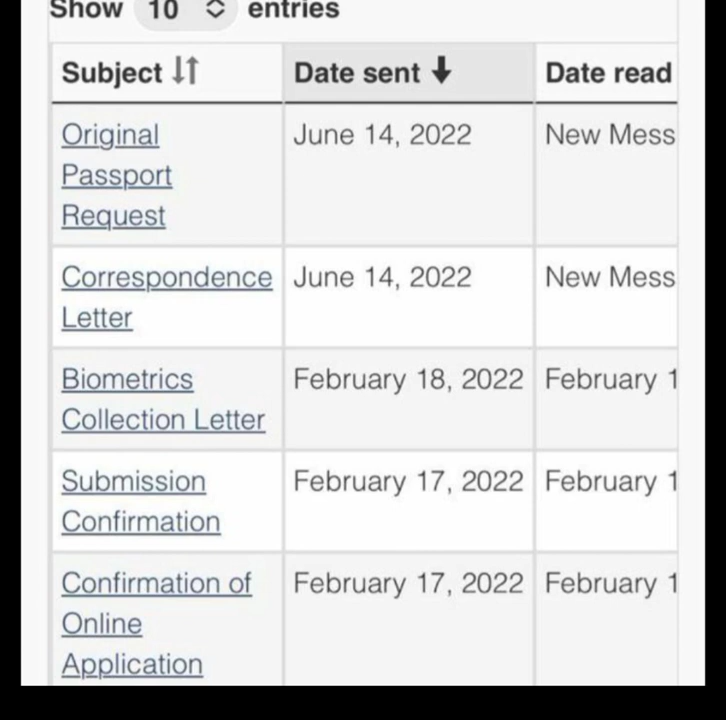 Show 10 entries
Subject Date sent Date read
Original June 14, 2022 New Mess
Passport
Request
Correspondence June 14, 2022 New Mess
Letter
Biometrics February 18, 2022 February 1
Collection Letter
Submission February 17, 2022 February 1
Confirmation
Confirmation of February 17, 2022 February 1
Online
Application